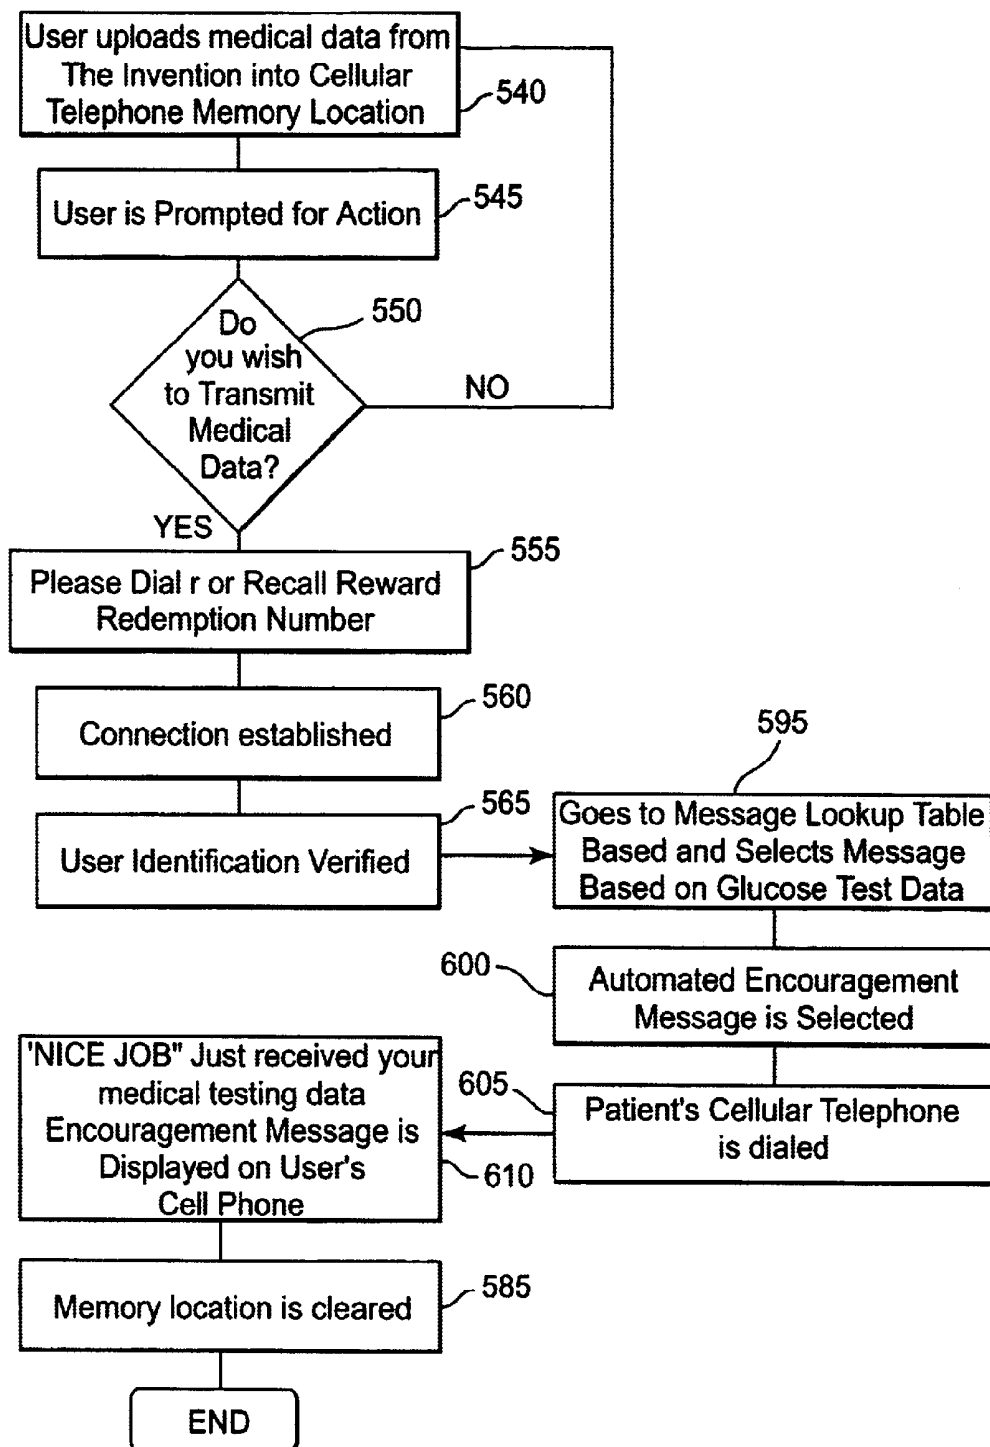 User uploads medical data from
The Invention into Cellular
Telephone Memory Location
540
User is Prompted for Action
545
550
Do
you wish
to Transmit
Medical
Data?
NO
YES
555
Please Dial r or Recall Reward
Redemption Number
560
Connection established
565
User Identification Verified
595
Goes to Message Lookup Table
Based and Selects Message
Based on Glucose Test Data
600
Automated Encouragement
Message is Selected
605
Patient's Cellular Telephone
is dialed
'NICE JOB" Just received your
medical testing data
Encouragement Message is
Displayed on User's
Cell Phone
610
Memory location is cleared
585
END